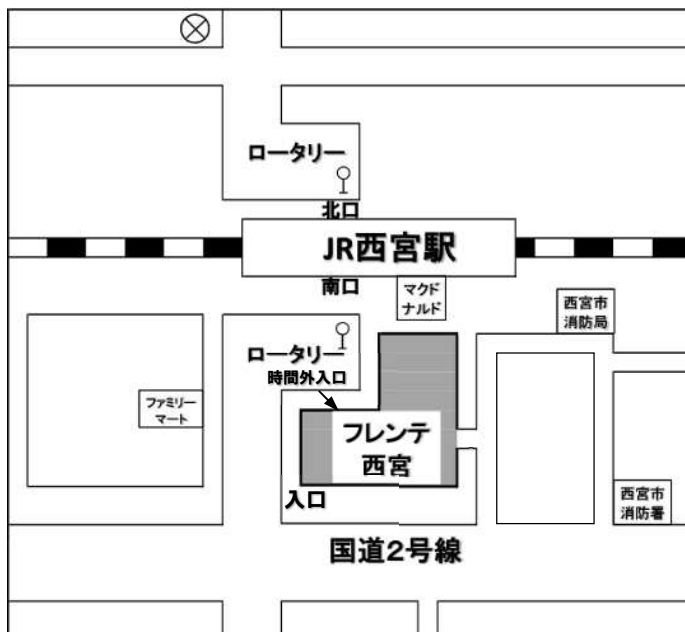 ロータリー
北口
JR西宮駅
南口
マクド
ナルド
西宮市
消防局
ロータリー
時間外入口
ファミリー
マート
フレンテ
西宮
入口
西宮市
消防署
国道2号線